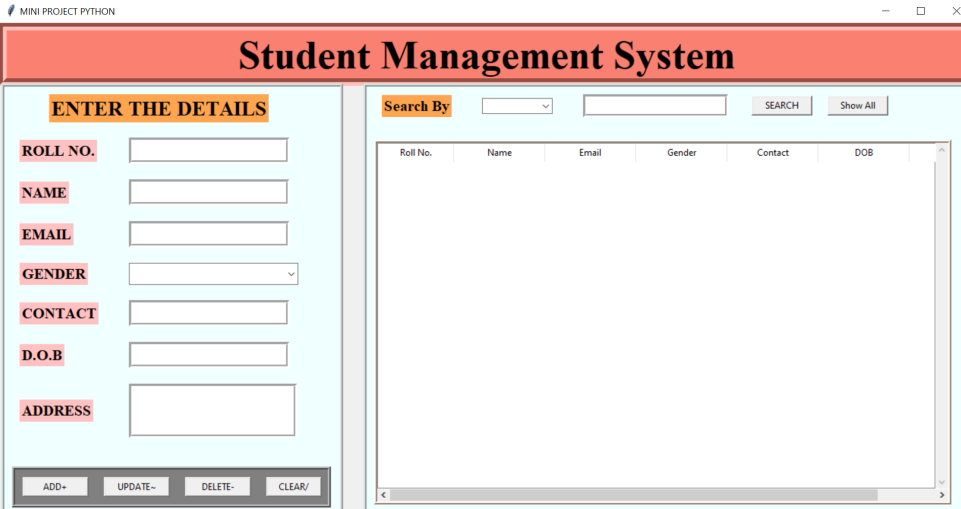 MINI PROJECT PYTHON
Student Management System
ENTER THE DETAILS
ROLL NO.
NAME
EMAIL
GENDER
CONTACT
D.O.B
ADDRESS
ADD+ UPDATE~ DELETE- CLEAR/
Search By SEARCH Show All
Roll No. Name Email Gender Contact DOB